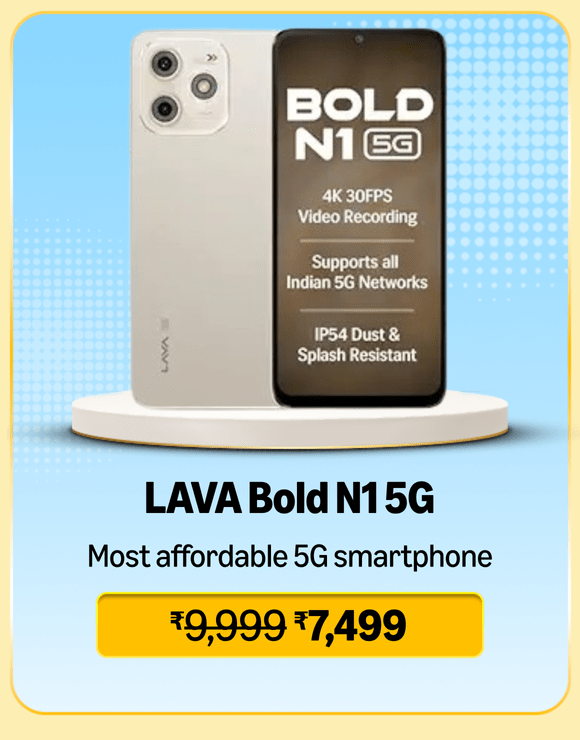 BOLD
N1 5G
4K 30FPS
Video Recording
Supports all
Indian 5G Networks
IP54 Dust &
Splash Resistant
LAVA
LAVA Bold N1 5G
Most affordable 5G smartphone
₹9,999 ₹7,499